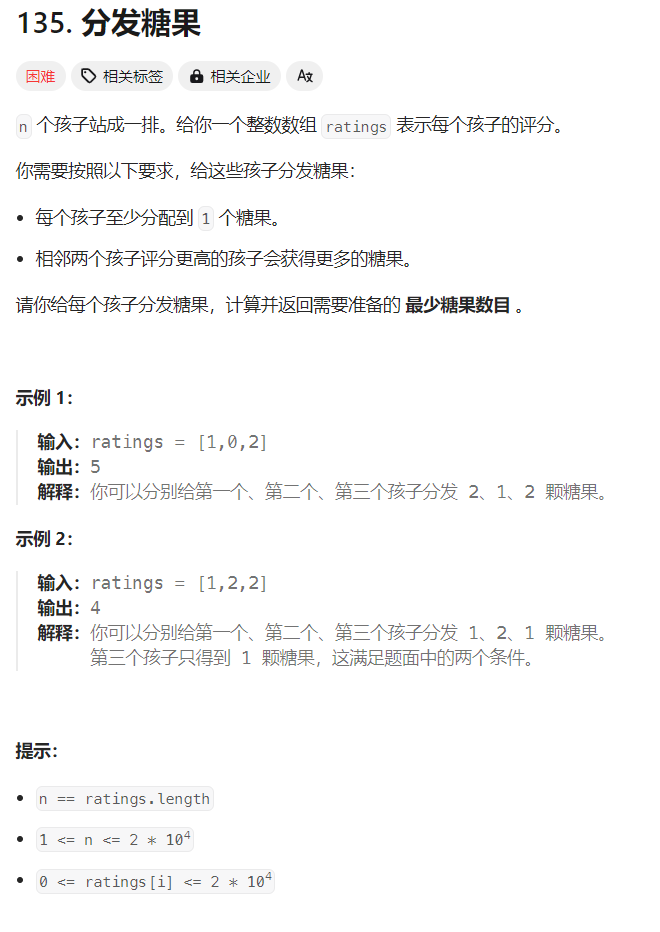 135. 分发糖果
困难 相关标签 相关企业 Aあ
n 个孩子站成一排。给你一个整数数组 ratings 表示每个孩子的评分。
你需要按照以下要求，给这些孩子分发糖果：
• 每个孩子至少分配到 1 个糖果。
• 相邻两个孩子评分更高的孩子会获得更多的糖果。
请你给每个孩子分发糖果，计算并返回需要准备的 最少糖果数目 。
示例 1：
输入：ratings = [1,0,2]
输出：5
解释：你可以分别给第一个、第二个、第三个孩子分发 2、1、2 颗糖果。
示例 2：
输入：ratings = [1,2,2]
输出：4
解释：你可以分别给第一个、第二个、第三个孩子分发 1、2、1 颗糖果。
第三个孩子只得到 1 颗糖果，这满足题面中的两个条件。
提示：
• n == ratings.length
• 1 <= n <= 2 * 10⁴
• 0 <= ratings[i] <= 2 * 10⁴